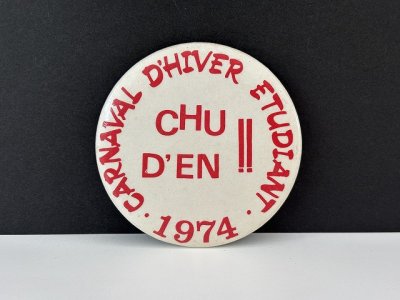 CARNAVAL D'HIVER ETUDIANT
CHU
D'EN !!
· 1974 ·